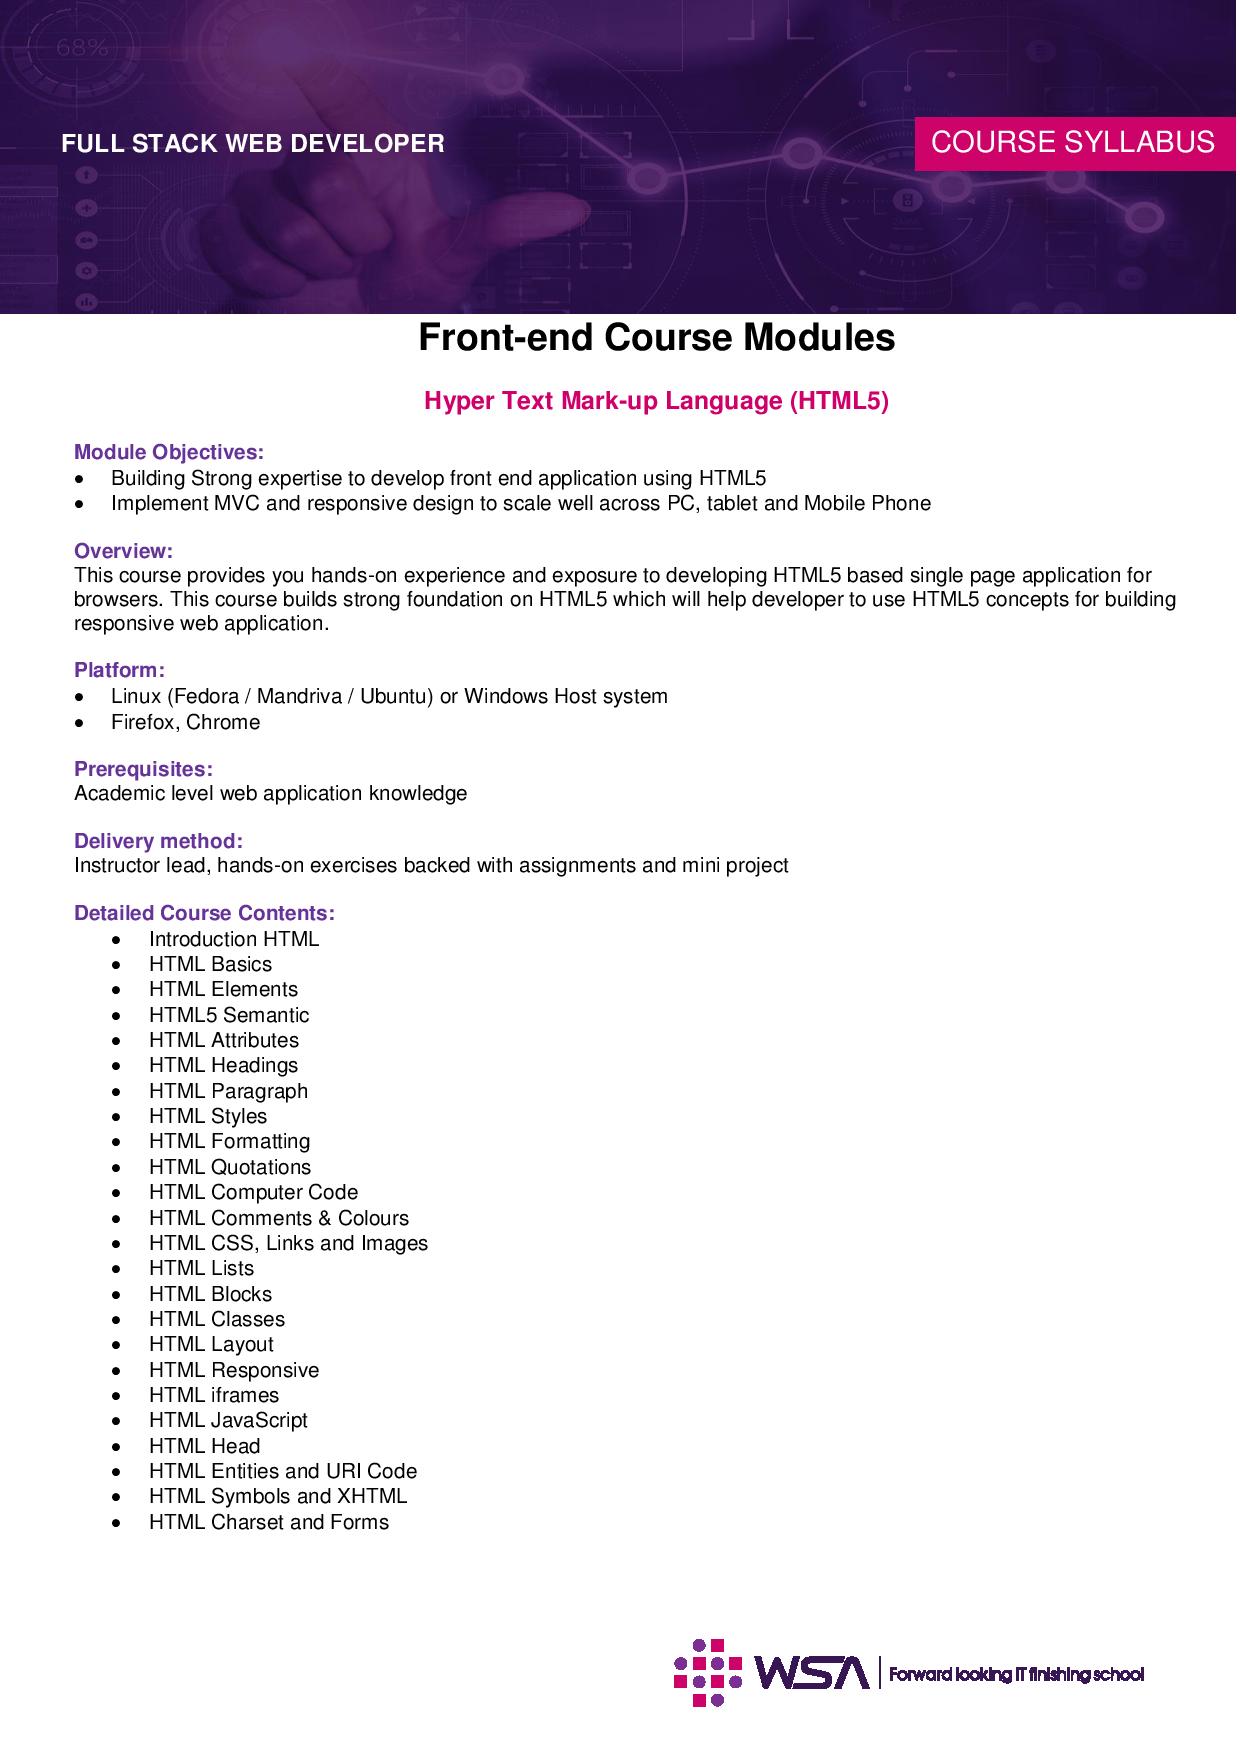 68%
FULL STACK WEB DEVELOPER
COURSE SYLLABUS
Front-end Course Modules
Hyper Text Mark-up Language (HTML5)
Module Objectives:
• Building Strong expertise to develop front end application using HTML5
• Implement MVC and responsive design to scale well across PC, tablet and Mobile Phone
Overview:
This course provides you hands-on experience and exposure to developing HTML5 based single page application for
browsers. This course builds strong foundation on HTML5 which will help developer to use HTML5 concepts for building
responsive web application.
Platform:
• Linux (Fedora / Mandriva / Ubuntu) or Windows Host system
• Firefox, Chrome
Prerequisites:
Academic level web application knowledge
Delivery method:
Instructor lead, hands-on exercises backed with assignments and mini project
Detailed Course Contents:
• Introduction HTML
• HTML Basics
• HTML Elements
• HTML5 Semantic
• HTML Attributes
• HTML Headings
• HTML Paragraph
• HTML Styles
• HTML Formatting
• HTML Quotations
• HTML Computer Code
• HTML Comments & Colours
• HTML CSS, Links and Images
• HTML Lists
• HTML Blocks
• HTML Classes
• HTML Layout
• HTML Responsive
• HTML iframes
• HTML JavaScript
• HTML Head
• HTML Entities and URI Code
• HTML Symbols and XHTML
• HTML Charset and Forms
WSA Forward looking IT finishing school